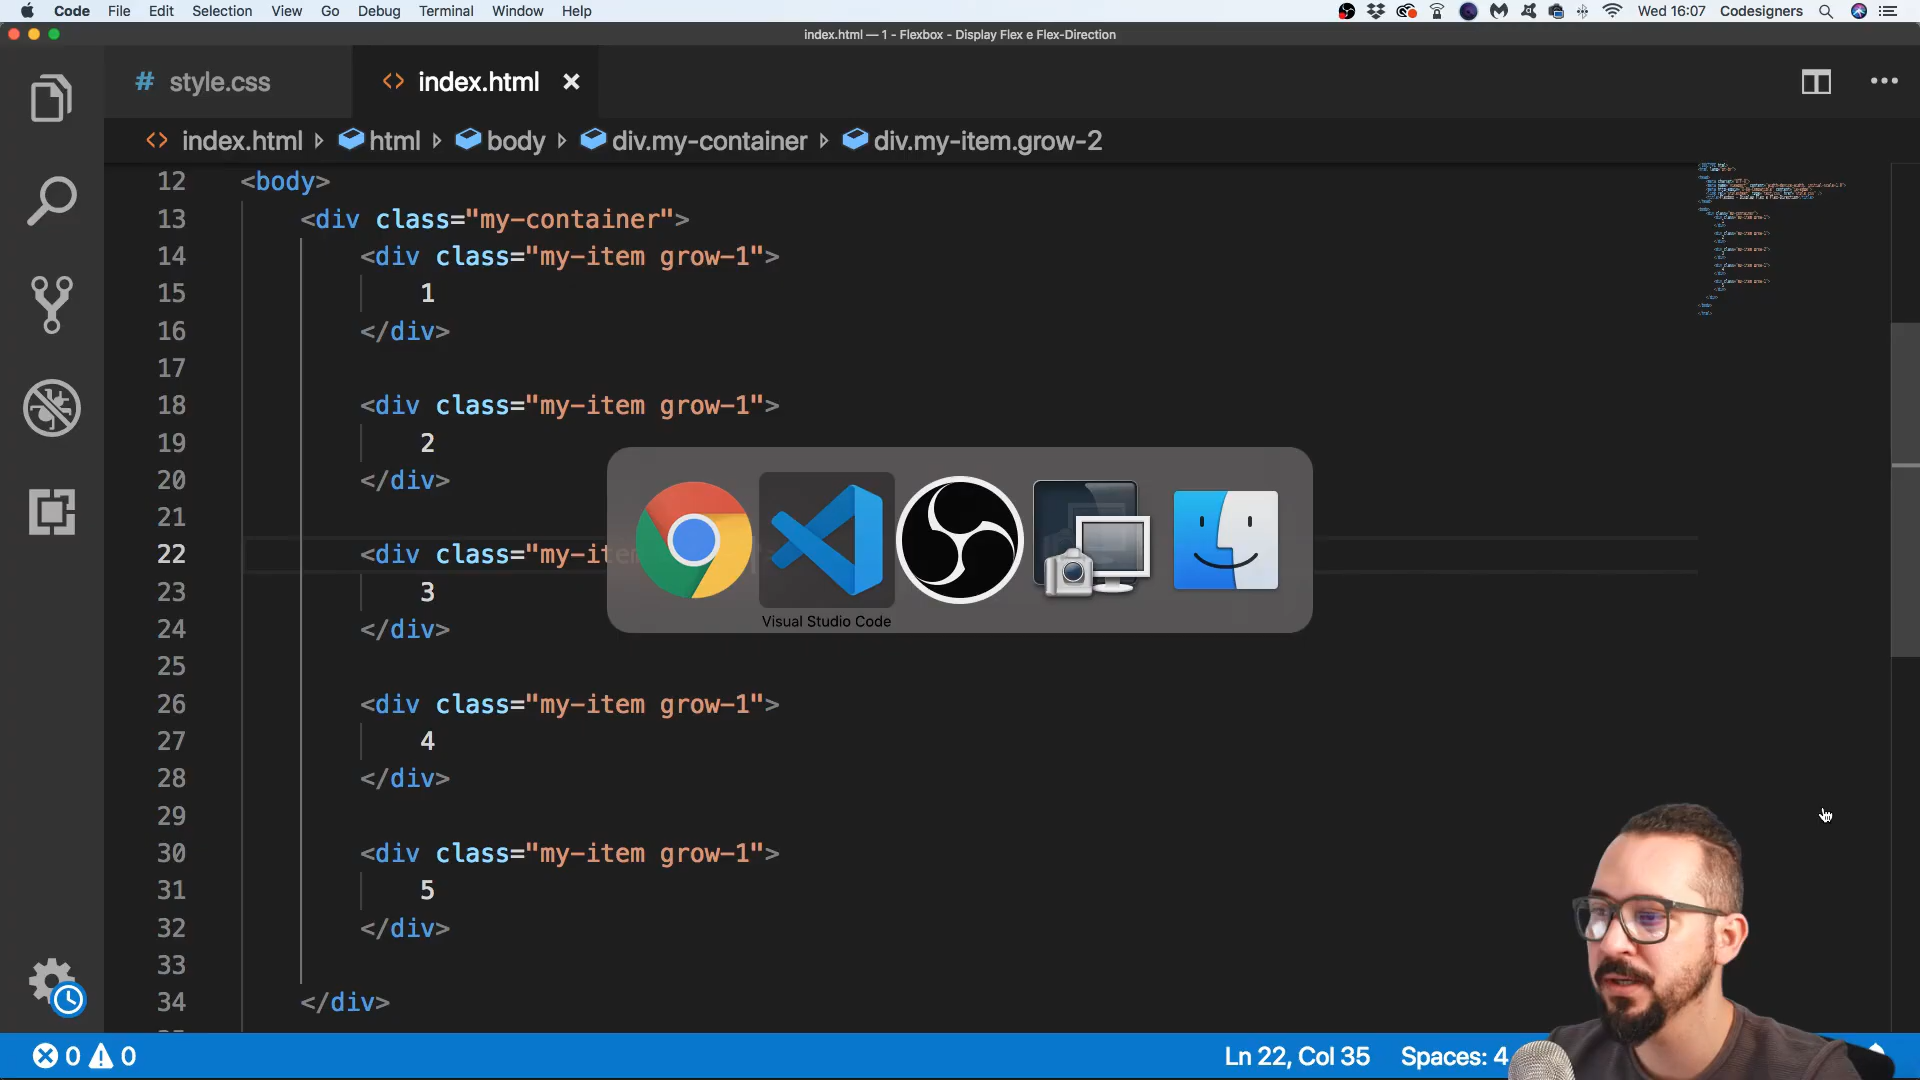 Code File Edit Selection View Go Debug Terminal Window Help Wed 16:07 Codesigners
index.html — 1 - Flexbox - Display Flex e Flex-Direction
# style.css <> index.html ×
<> index.html html body div.my-container div.my-item.grow-2
12 <body>
13 <div class="my-container">
14 <div class="my-item grow-1">
15 1
16 </div>
17
18 <div class="my-item grow-1">
19 2
20 </div>
21
22 <div class="my-item
23 3
24 </div>
25
26 <div class="my-item grow-1">
27 4
28 </div>
29
30 <div class="my-item grow-1">
31 5
32 </div>
33
34 </div>
Visual Studio Code
0 0 Ln 22, Col 35 Spaces: 4